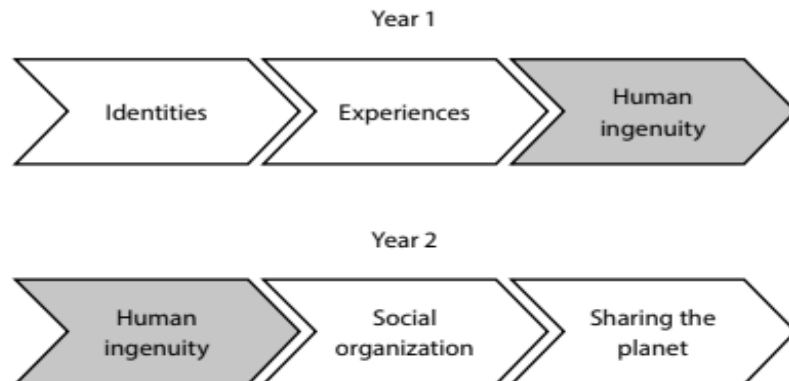 Year 1
Identities
Experiences
Human
ingenuity
Year 2
Human
ingenuity
Social
organization
Sharing the
planet